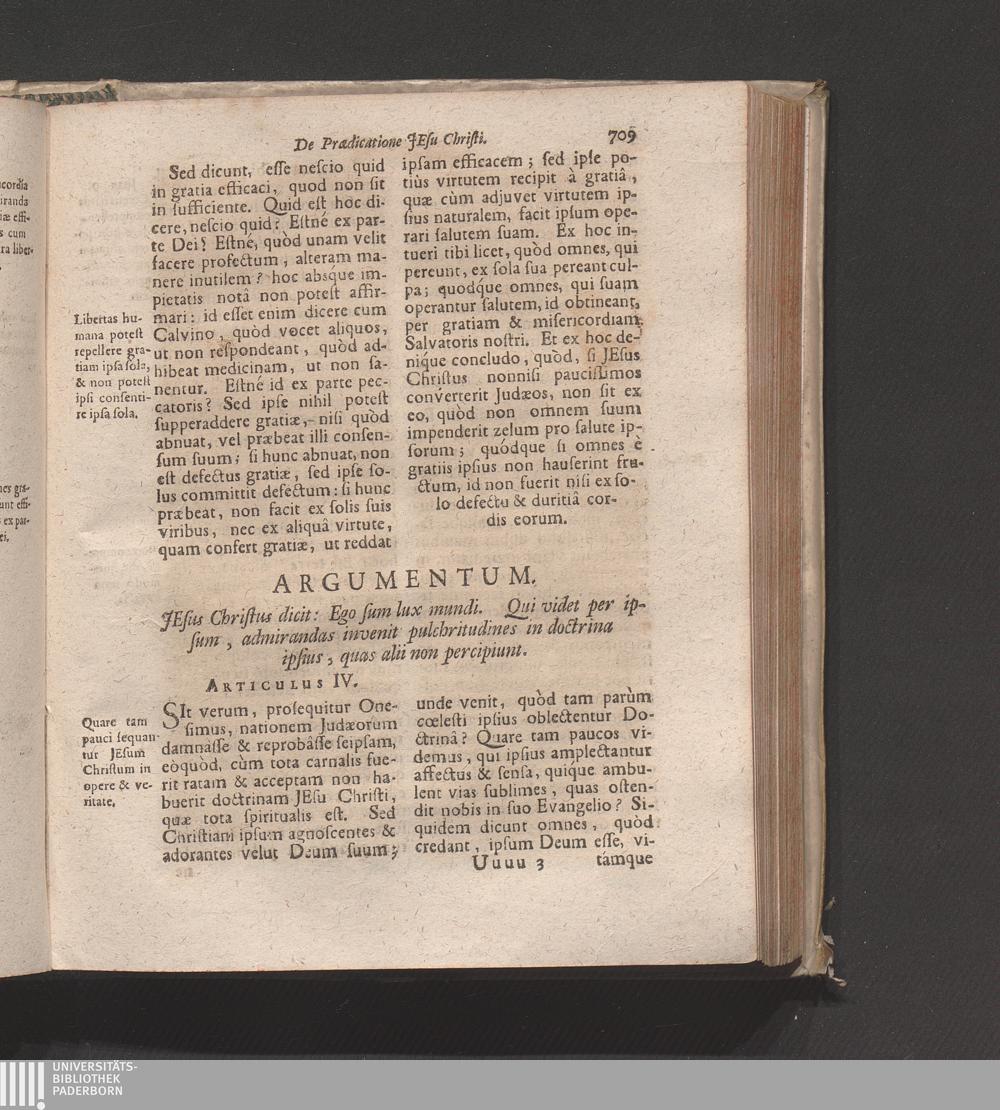 De Prædicatione JEsu Christi. 709
Sed dicunt, esse nescio quid
in gratia efficaci, quod non sit
in sufficiente. Quid est hoc di-
cere, nescio quid? Estné ex par-
te Dei? Estné, quòd unam velit
facere profectum, alteram ma-
nere inutilem? hoc absque im-
pietatis notâ non potest affir-
mari: id esset enim dicere cum
Calvino, quòd vocet aliquos,
ut non respondeant, quòd ad-
hibeat medicinam, ut non sa-
nentur. Estné id ex parte pec-
catoris? Sed ipse nihil potest
supperaddere gratiæ, nisi quòd
abnuat, vel præbeat illi consen-
sum suum; si hunc abnuat, non
est defectus gratiæ, sed ipse so-
lus committit defectum: si hunc
præbeat, non facit ex solis suis
viribus, nec ex aliquâ virtute,
quam confert gratiæ, ut reddat
Libertas hu-
mana potest
repellere gra-
tiam ipsa sola,
& non potest
ipsi consenti-
re ipsa sola.
ipsam efficacem; sed ipse po-
tiùs virtutem recipit à gratiâ,
quæ cùm adjuvet virtutem ip-
sius naturalem, facit ipsum ope-
rari salutem suam. Ex hoc in-
tueri tibi licet, quòd omnes, qui
pereunt, ex sola sua pereant cul-
pa; quodque omnes, qui suam
operantur salutem, id obtineant,
per gratiam & misericordiam
Salvatoris nostri. Et ex hoc de-
nique concludo, quòd, si JEsus
Christus nonnisi paucissimos
converterit Judæos, non sit ex
eo, quòd non omnem suum
impenderit zelum pro salute ip-
sorum; quódque si omnes è
gratiis ipsius non hauserint fru-
ctum, id non fuerit nisi ex so-
lo defectu & duritiâ cor-
dis eorum.
ARGUMENTUM.
JEsus Christus dicit: Ego sum lux mundi. Qui videt per ip-
sum, admirandas invenit pulchritudines in doctrina
ipsius, quas alii non percipiunt.
ARTICULUS IV.
SIt verum, prosequitur One-
simus, nationem Judæorum
damnâsse & reprobâsse seipsam,
eòquòd, cùm tota carnalis fue-
rit ratam & acceptam non ha-
buerit doctrinam JEsu Christi,
quæ tota spiritualis est. Sed
Christiani ipsum agnoscentes &
adorantes velut Deum suum;
Quare tam
pauci sequan-
tur JEsum
Christum in
opere & ve-
ritate.
unde venit, quòd tam parùm
cœlesti ipsius oblectentur Do-
ctrinâ? Quare tam paucos vi-
demus, qui ipsius amplectantur
affectus & sensa, quique ambu-
lent vias sublimes, quas osten-
dit nobis in suo Evangelio? Si-
quidem dicunt omnes, quòd
credant, ipsum Deum esse, vi-
Uuuu 3 támque
UNIVERSITÄTS-
BIBLIOTHEK
PADERBORN